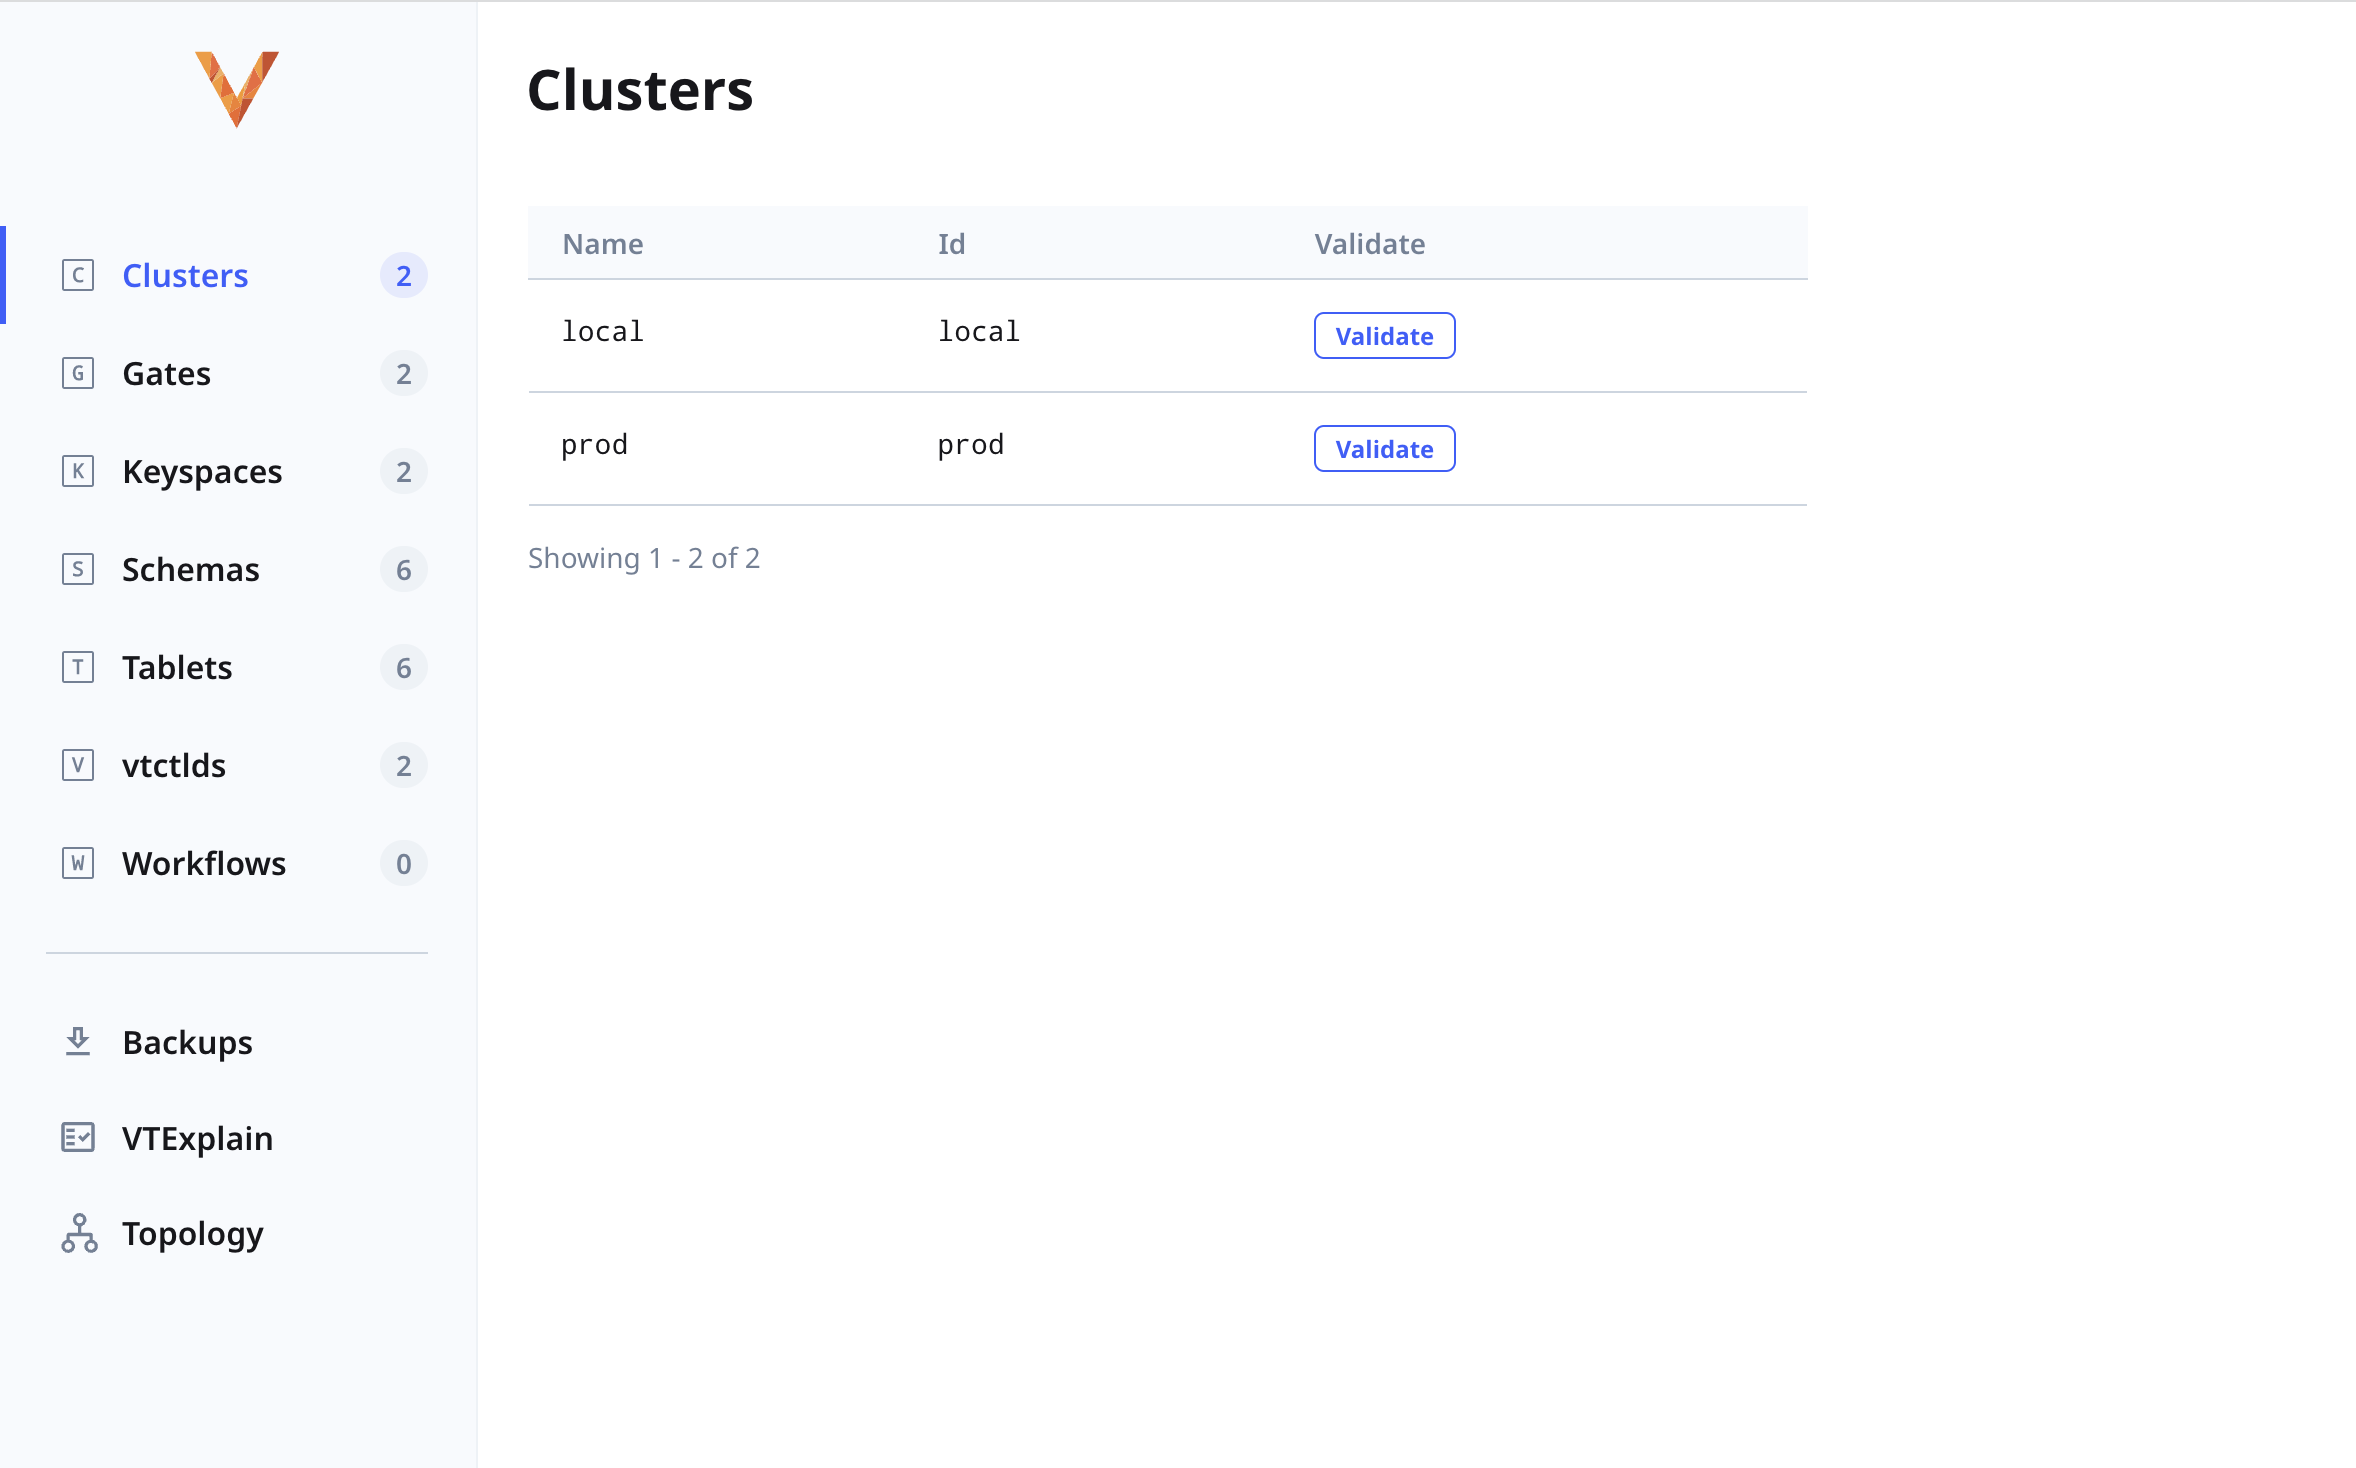 C Clusters 2
G Gates 2
K Keyspaces 2
S Schemas 6
T Tablets 6
V vtctlds 2
W Workflows 0
Backups
VTExplain
Topology
Clusters
Name Id Validate
local local Validate
prod prod Validate
Showing 1 - 2 of 2